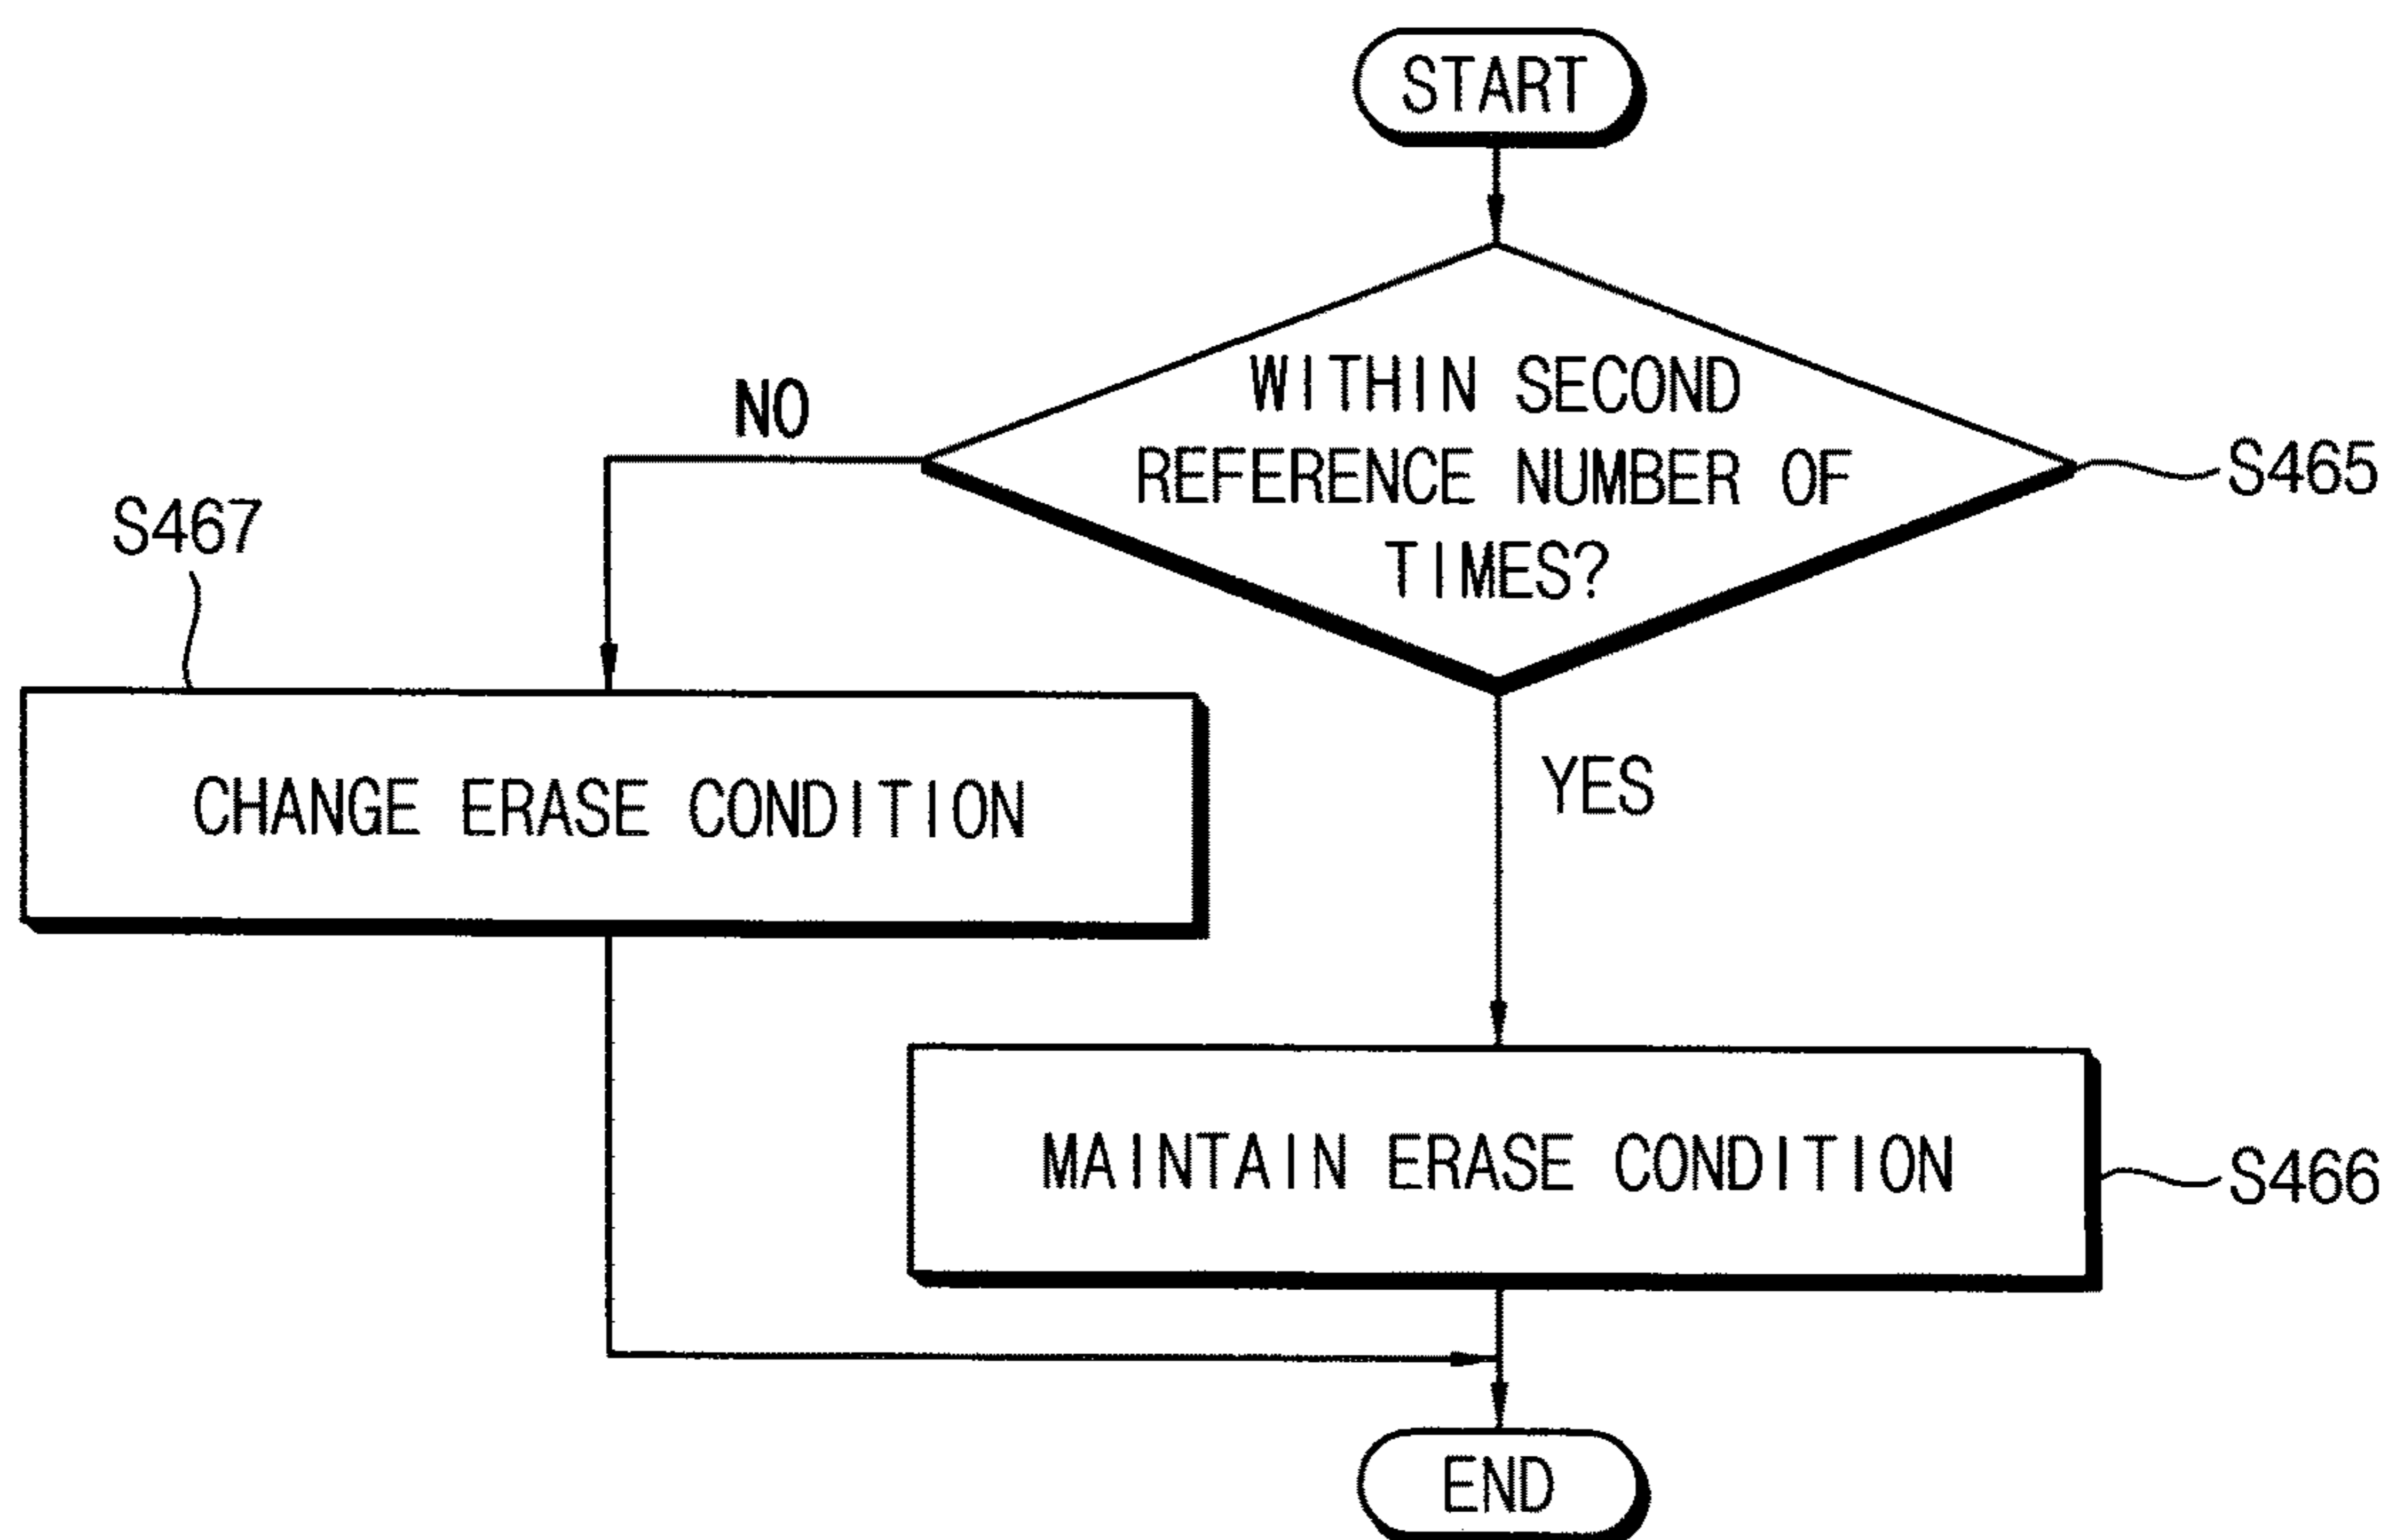 START
WITHIN SECOND
REFERENCE NUMBER OF
TIMES?
NO
S465
S467
CHANGE ERASE CONDITION
YES
MAINTAIN ERASE CONDITION
S466
END